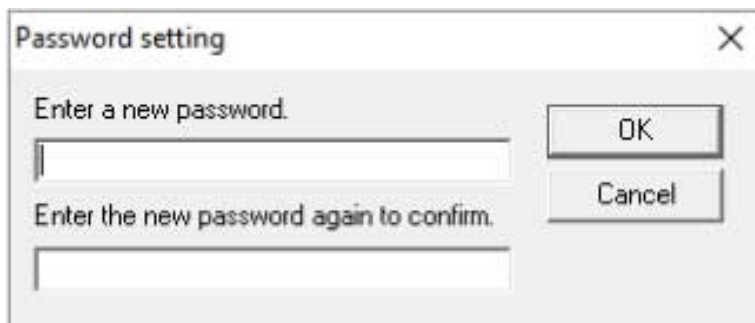 Password setting
Enter a new password.
OK
Cancel
Enter the new password again to confirm.